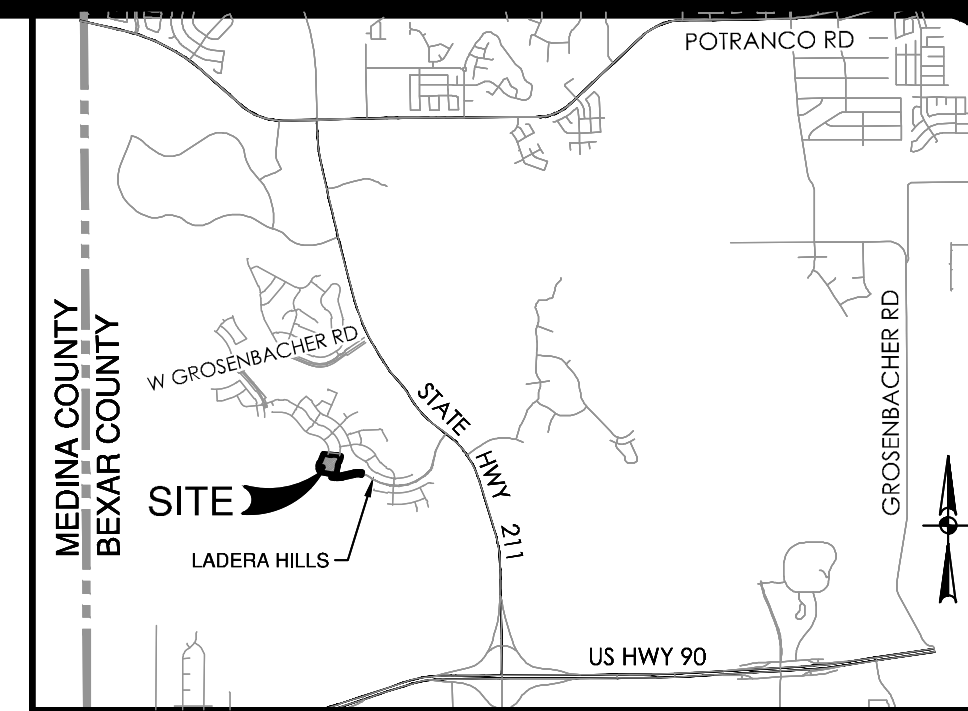 POTRANCO RD
MEDINA COUNTY
BEXAR COUNTY
W GROSENBACHER RD
STATE HWY 211
GROSENBACHER RD
SITE
LADERA HILLS
US HWY 90